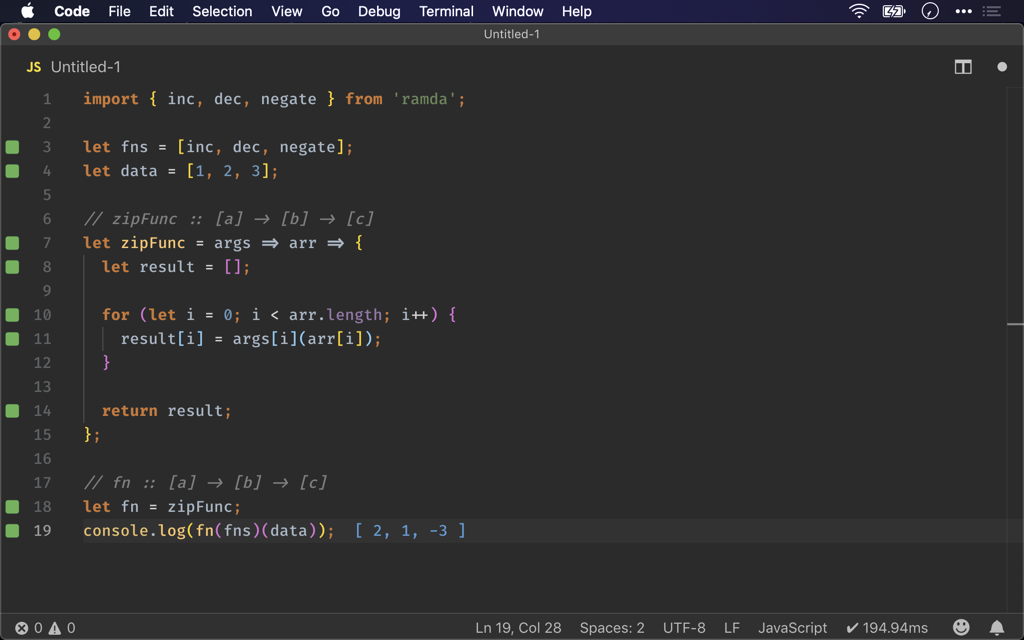 Code File Edit Selection View Go Debug Terminal Window Help
Untitled-1
JS Untitled-1
1 import { inc, dec, negate } from 'ramda';
2
3 let fns = [inc, dec, negate];
4 let data = [1, 2, 3];
5
6 // zipFunc :: [a] → [b] → [c]
7 let zipFunc = args ⇒ arr ⇒ {
8 let result = [];
9
10 for (let i = 0; i < arr.length; i++) {
11 result[i] = args[i](arr[i]);
12 }
13
14 return result;
15 };
16
17 // fn :: [a] → [b] → [c]
18 let fn = zipFunc;
19 console.log(fn(fns)(data)); [ 2, 1, -3 ]
0 0 Ln 19, Col 28 Spaces: 2 UTF-8 LF JavaScript ✔ 194.94ms